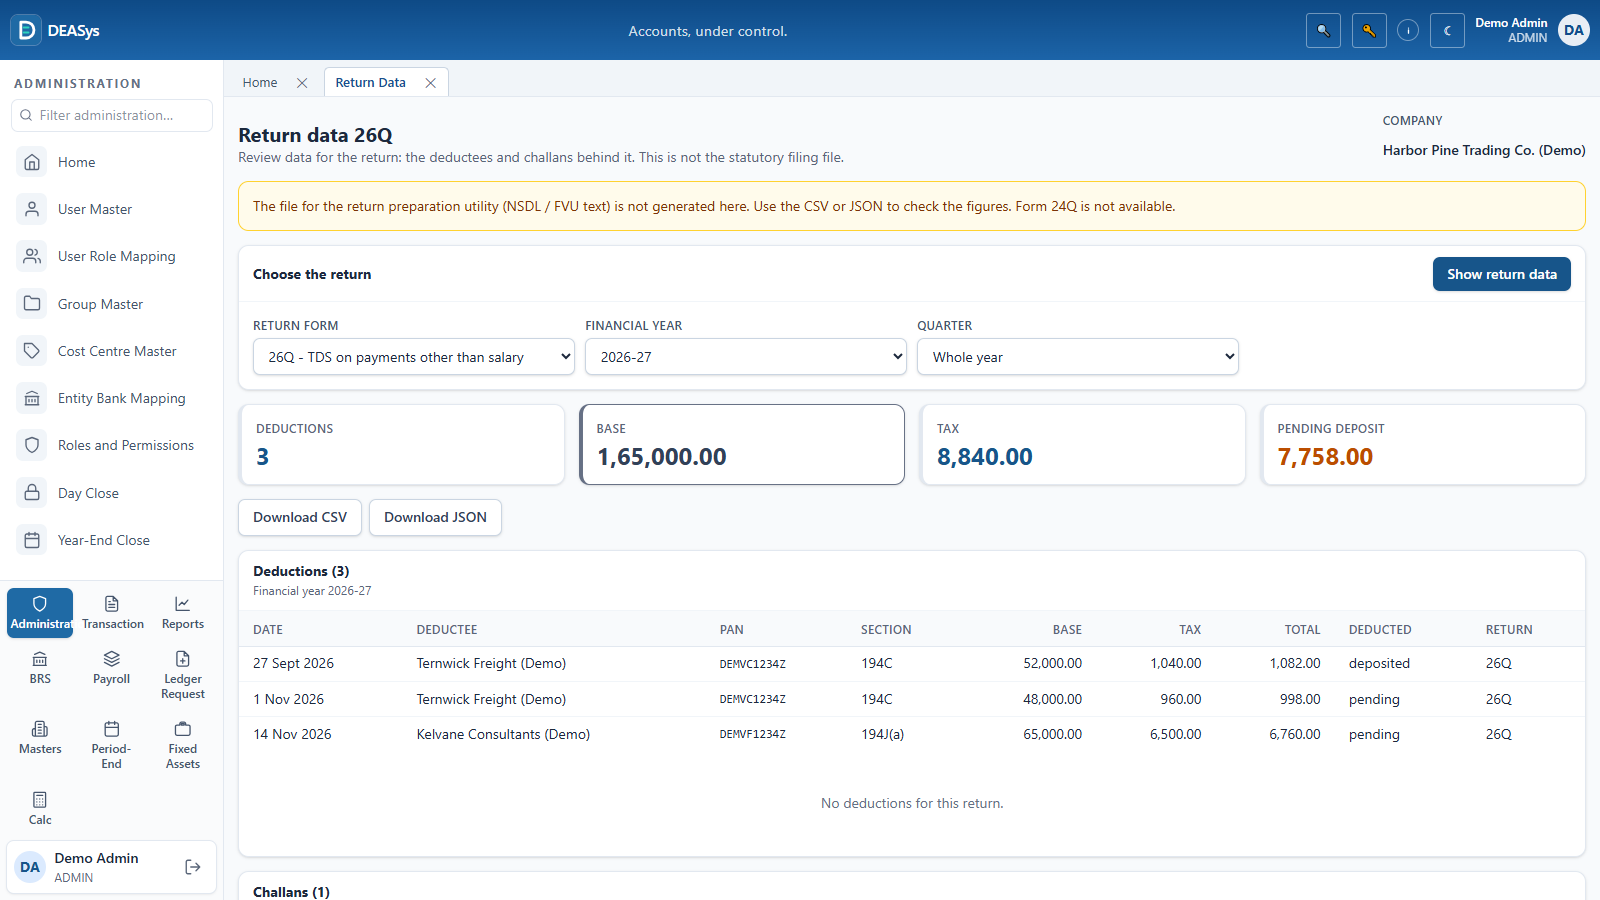 DEASys
Accounts, under control.
Demo Admin
ADMIN
DA
ADMINISTRATION
Filter administration...
Home
User Master
User Role Mapping
Group Master
Cost Centre Master
Entity Bank Mapping
Roles and Permissions
Day Close
Year-End Close
Administrat
Transaction
Reports
BRS
Payroll
Ledger Request
Masters
Period-End
Fixed Assets
Calc
DA
Demo Admin
ADMIN
Home
Return Data
Return data 26Q
Review data for the return: the deductees and challans behind it. This is not the statutory filing file.
COMPANY
Harbor Pine Trading Co. (Demo)
The file for the return preparation utility (NSDL / FVU text) is not generated here. Use the CSV or JSON to check the figures. Form 24Q is not available.
Choose the return
Show return data
RETURN FORM
FINANCIAL YEAR
QUARTER
26Q - TDS on payments other than salary
2026-27
Whole year
DEDUCTIONS
3
BASE
1,65,000.00
TAX
8,840.00
PENDING DEPOSIT
7,758.00
Download CSV
Download JSON
Deductions (3)
Financial year 2026-27
DATE DEDUCTEE PAN SECTION BASE TAX TOTAL DEDUCTED RETURN
27 Sept 2026 Ternwick Freight (Demo) DEMVC1234Z 194C 52,000.00 1,040.00 1,082.00 deposited 26Q
1 Nov 2026 Ternwick Freight (Demo) DEMVC1234Z 194C 48,000.00 960.00 998.00 pending 26Q
14 Nov 2026 Kelvane Consultants (Demo) DEMVF1234Z 194J(a) 65,000.00 6,500.00 6,760.00 pending 26Q
No deductions for this return.
Challans (1)